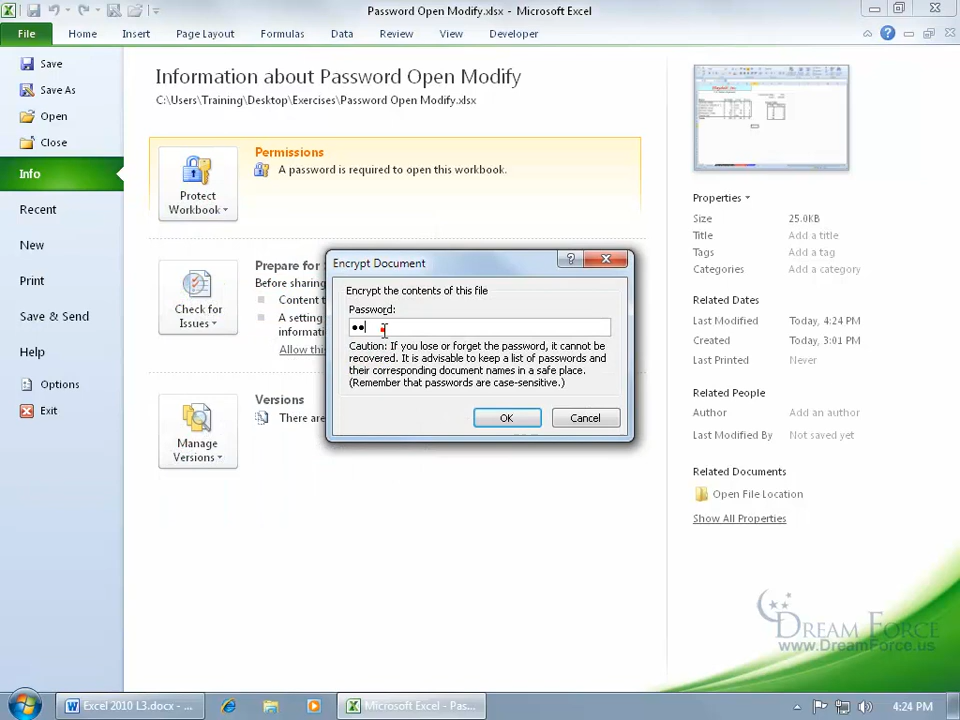 Password Open Modify.xlsx - Microsoft Excel
File Home Insert Page Layout Formulas Data Review View Developer
Save
Save As
Open
Close
Info
Recent
New
Print
Save & Send
Help
Options
Exit
Information about Password Open Modify
C:\Users\Training\Desktop\Exercises\Password Open Modify.xlsx
Protect
Workbook
Permissions
A password is required to open this workbook.
Check for
Issues
Prepare for
Before sharing
Content t
A setting
informati
Allow this
Manage
Versions
Versions
There are
Encrypt Document
Encrypt the contents of this file
Password:
••
Caution: If you lose or forget the password, it cannot be
recovered. It is advisable to keep a list of passwords and
their corresponding document names in a safe place.
(Remember that passwords are case-sensitive.)
OK Cancel
Properties
Size 25.0KB
Title Add a title
Tags Add a tag
Categories Add a category
Related Dates
Last Modified Today, 4:24 PM
Created Today, 3:01 PM
Last Printed Never
Related People
Author Add an author
Last Modified By Not saved yet
Related Documents
Open File Location
Show All Properties
DREAM FORCE
www.DreamForce.us
Excel 2010 L3.docx - ...
Microsoft Excel - Pas...
4:24 PM